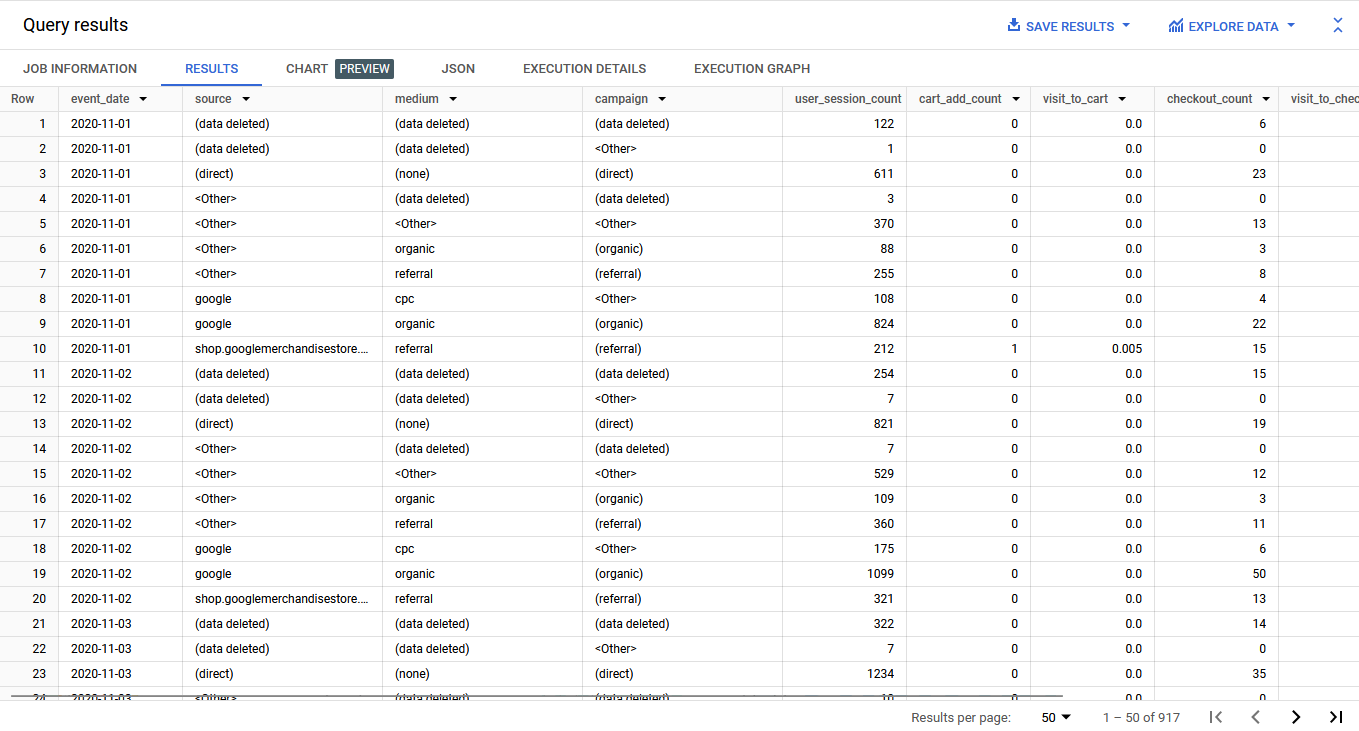 Query results SAVE RESULTS EXPLORE DATA
JOB INFORMATION RESULTS CHART PREVIEW JSON EXECUTION DETAILS EXECUTION GRAPH
Row event_date source medium campaign user_session_count cart_add_count visit_to_cart checkout_count visit_to_chec
1 2020-11-01 (data deleted) (data deleted) (data deleted) 122 0 0.0 6
2 2020-11-01 (data deleted) (data deleted) <Other> 1 0 0.0 0
3 2020-11-01 (direct) (none) (direct) 611 0 0.0 23
4 2020-11-01 <Other> (data deleted) (data deleted) 3 0 0.0 0
5 2020-11-01 <Other> <Other> <Other> 370 0 0.0 13
6 2020-11-01 <Other> organic (organic) 88 0 0.0 3
7 2020-11-01 <Other> referral (referral) 255 0 0.0 8
8 2020-11-01 google cpc <Other> 108 0 0.0 4
9 2020-11-01 google organic (organic) 824 0 0.0 22
10 2020-11-01 shop.googlemerchandisestore.... referral (referral) 212 1 0.005 15
11 2020-11-02 (data deleted) (data deleted) (data deleted) 254 0 0.0 15
12 2020-11-02 (data deleted) (data deleted) <Other> 7 0 0.0 0
13 2020-11-02 (direct) (none) (direct) 821 0 0.0 19
14 2020-11-02 <Other> (data deleted) (data deleted) 7 0 0.0 0
15 2020-11-02 <Other> <Other> <Other> 529 0 0.0 12
16 2020-11-02 <Other> organic (organic) 109 0 0.0 3
17 2020-11-02 <Other> referral (referral) 360 0 0.0 11
18 2020-11-02 google cpc <Other> 175 0 0.0 6
19 2020-11-02 google organic (organic) 1099 0 0.0 50
20 2020-11-02 shop.googlemerchandisestore.... referral (referral) 321 0 0.0 13
21 2020-11-03 (data deleted) (data deleted) (data deleted) 322 0 0.0 14
22 2020-11-03 (data deleted) (data deleted) <Other> 7 0 0.0 0
23 2020-11-03 (direct) (none) (direct) 1234 0 0.0 35
24 2020-11-03 <Other> (data deleted) (data deleted) 10 0 0.0 0
Results per page: 50 1 – 50 of 917